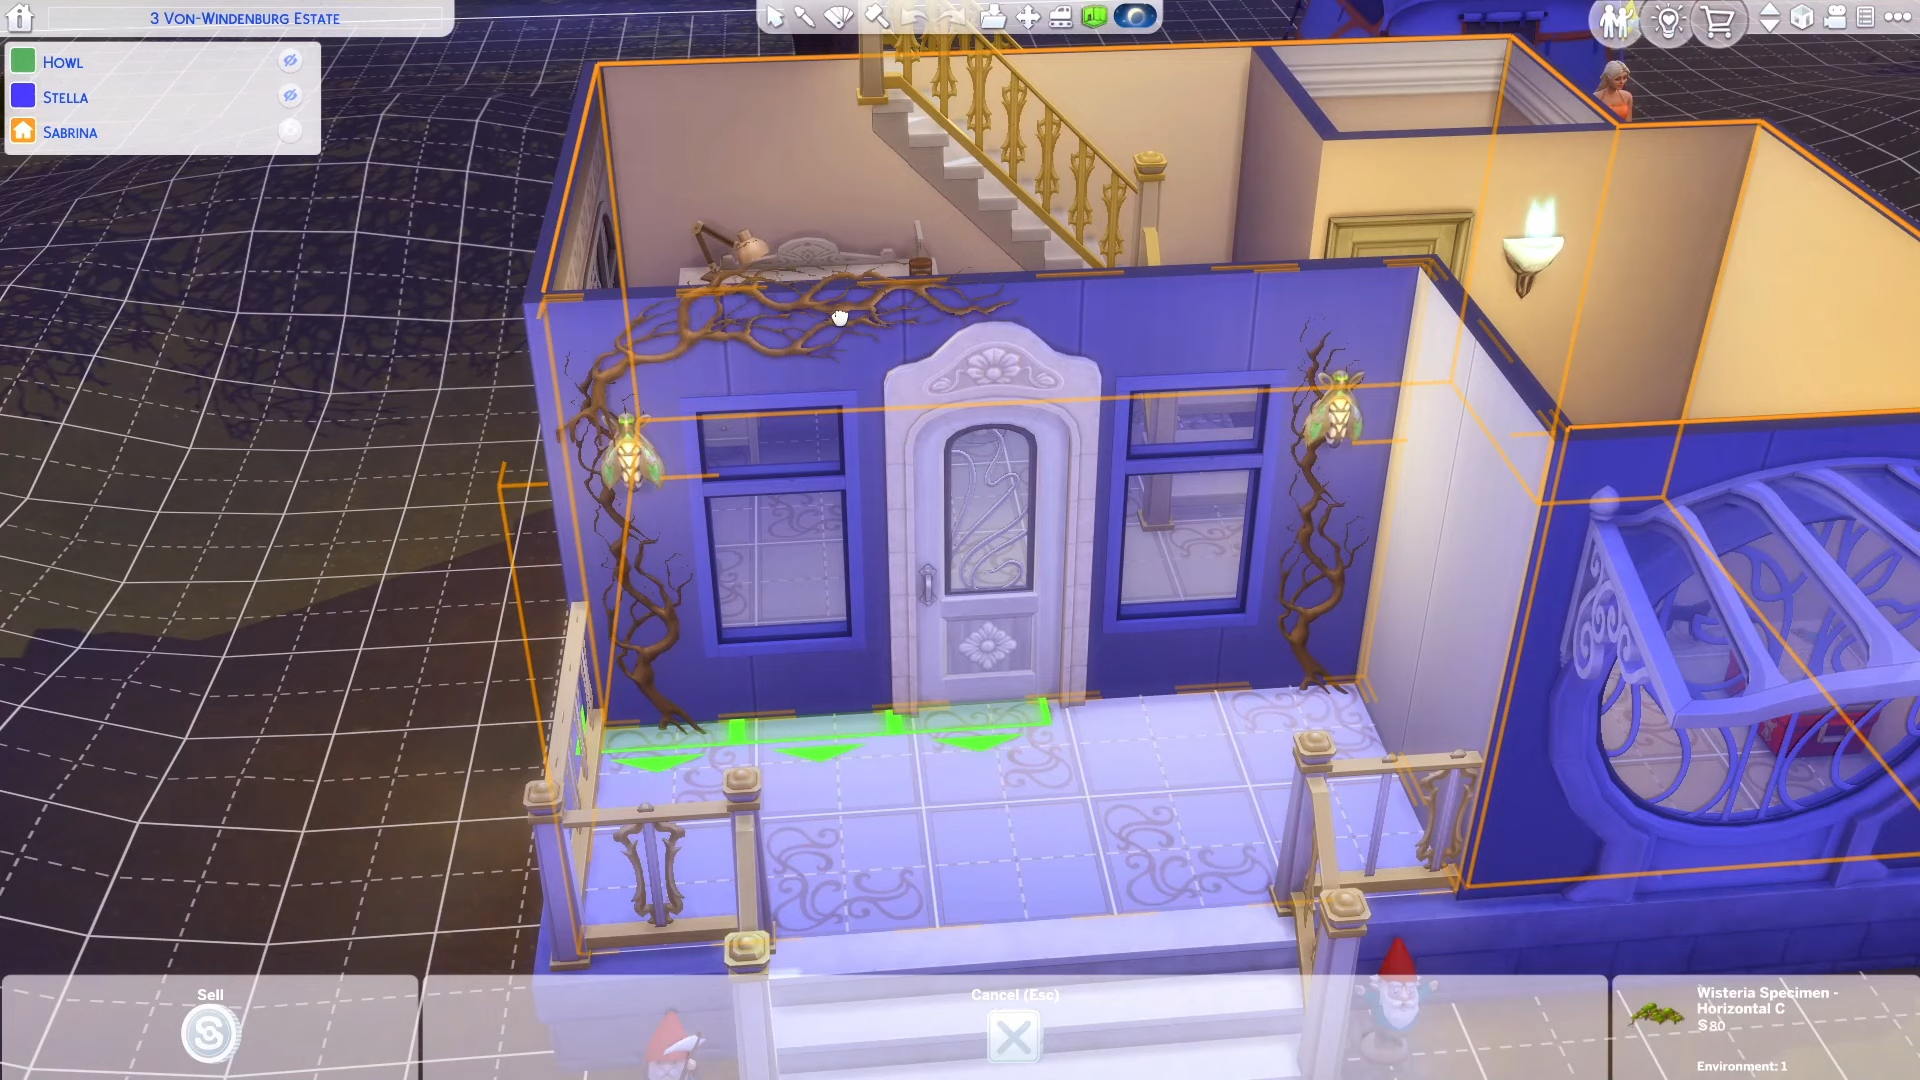 3 Von-Windenburg Estate
Howl
Stella
Sabrina
Sell
Cancel (Esc)
Wisteria Specimen -
Horizontal C
§80
Environment: 1